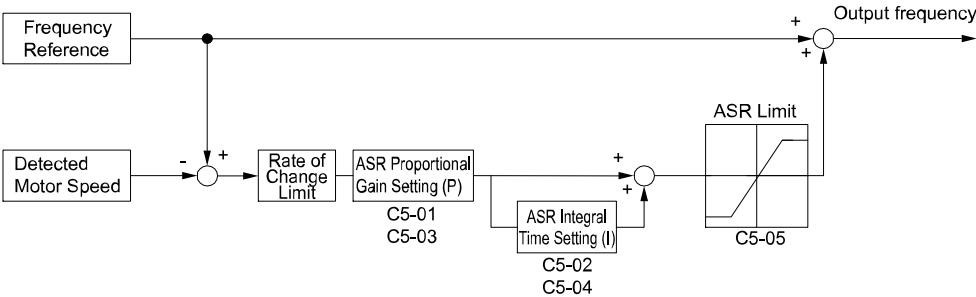 Frequency
Reference
+
+
Output frequency
Detected
Motor Speed
-
+
Rate of
Change
Limit
ASR Proportional
Gain Setting (P)
C5-01
C5-03
+
+
ASR Integral
Time Setting (I)
C5-02
C5-04
ASR Limit
C5-05